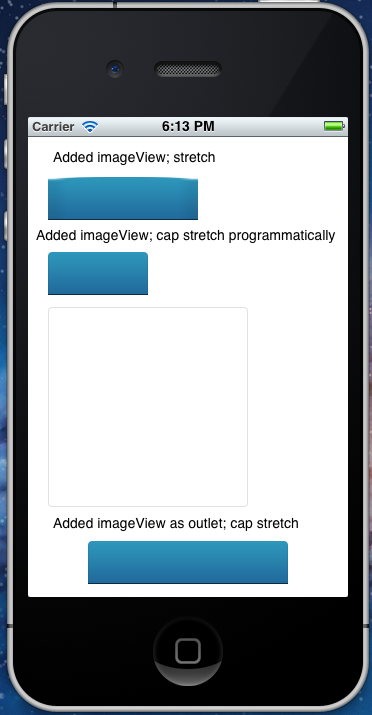 Carrier 6:13 PM
Added imageView; stretch
Added imageView; cap stretch programmatically
Added imageView as outlet; cap stretch